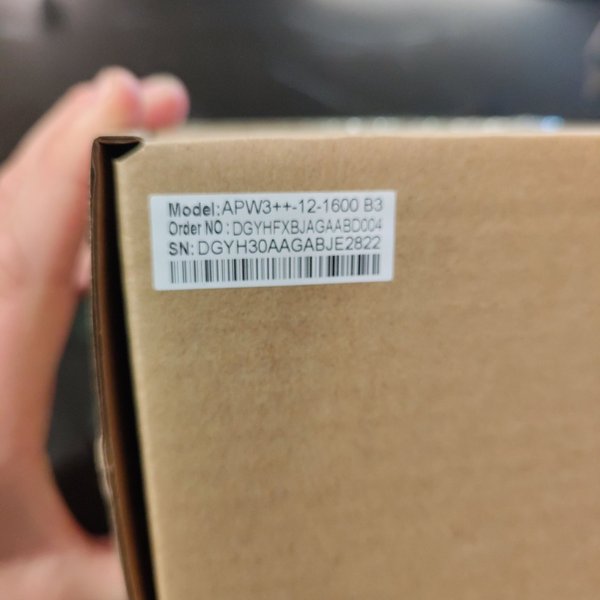 Model:APW3++-12-1600 B3
Order NO:DGYHFXBJAGAABD004
SN:DGYH30AAGABJE2822